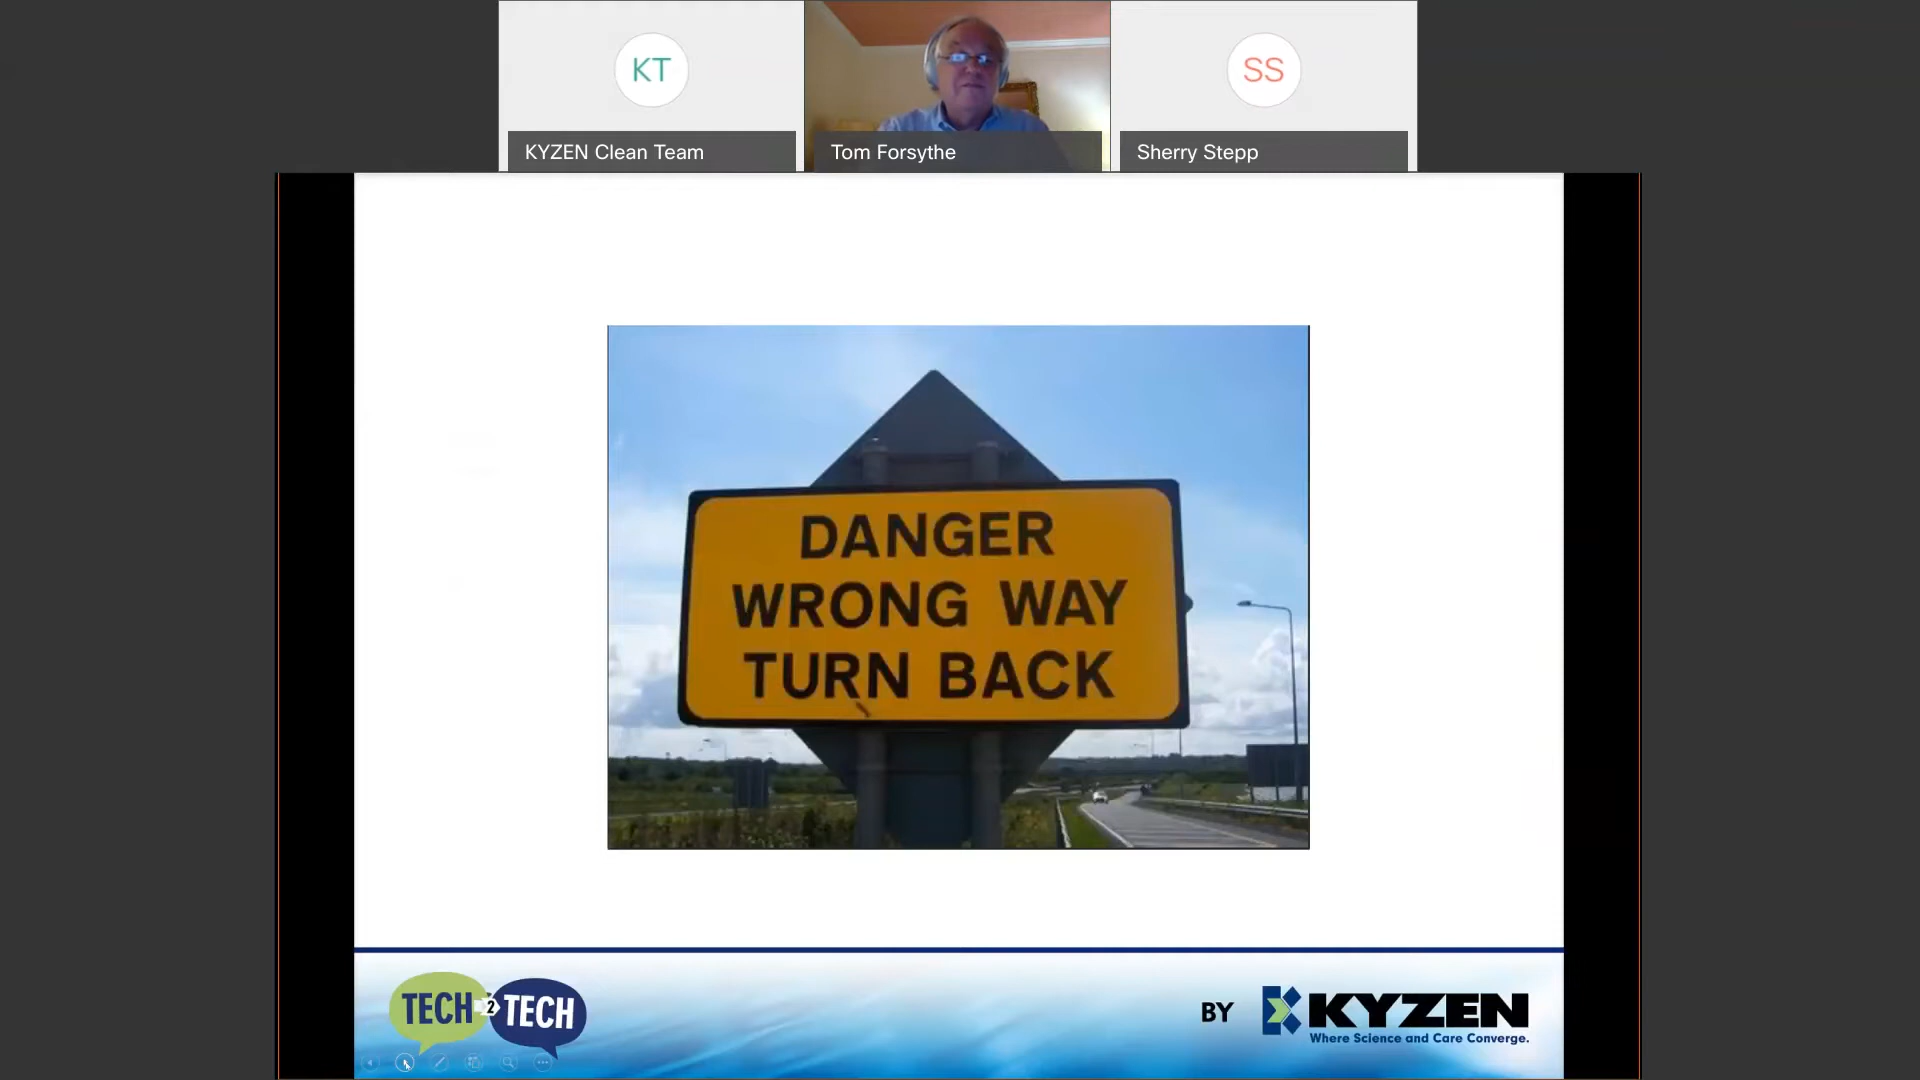 KT
KYZEN Clean Team
Tom Forsythe
SS
Sherry Stepp
DANGER
WRONG WAY
TURN BACK
TECH 2 TECH
BY KYZEN
Where Science and Care Converge.